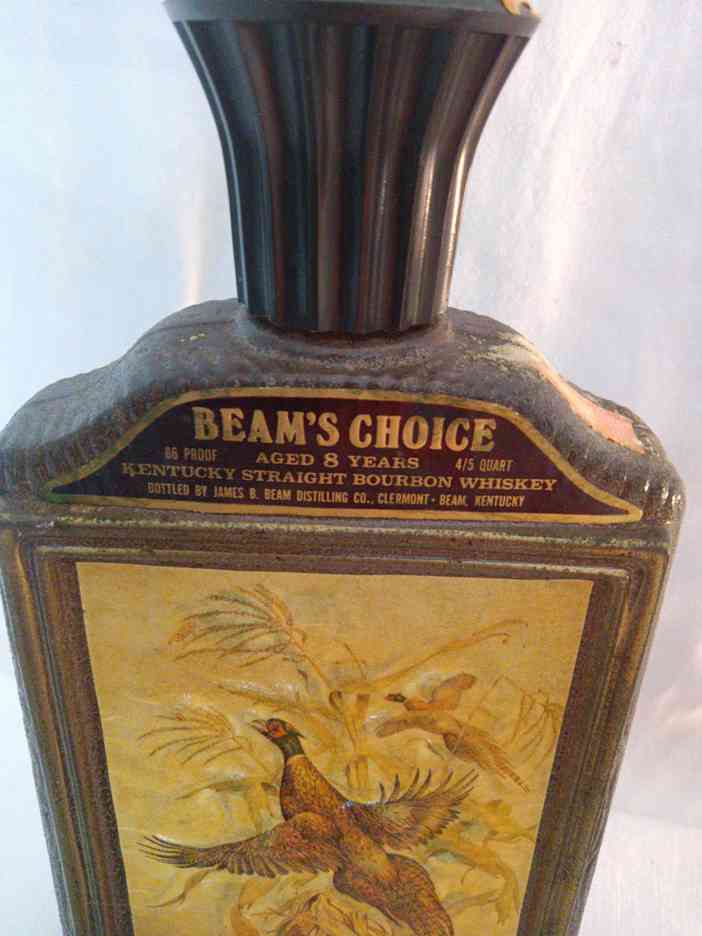 BEAM'S CHOICE
86 PROOF AGED 8 YEARS 4/5 QUART
KENTUCKY STRAIGHT BOURBON WHISKEY
BOTTLED BY JAMES B. BEAM DISTILLING CO., CLERMONT • BEAM, KENTUCKY